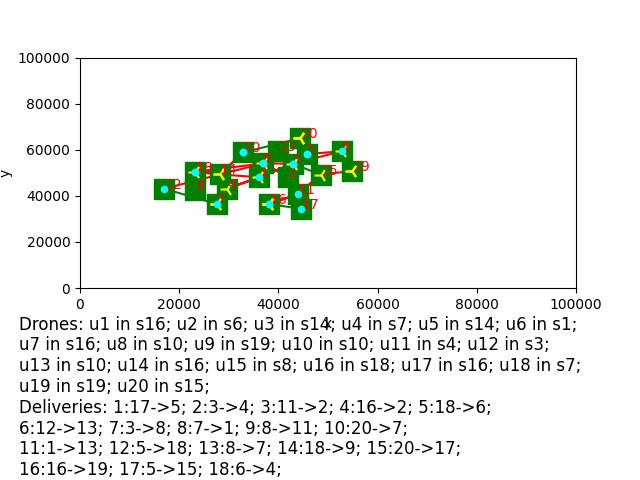 100000
80000
60000
40000
20000
0
y
0 20000 40000 60000 80000 100000
x
Drones: u1 in s16; u2 in s6; u3 in s14; u4 in s7; u5 in s14; u6 in s1;
u7 in s16; u8 in s10; u9 in s19; u10 in s10; u11 in s4; u12 in s3;
u13 in s10; u14 in s16; u15 in s8; u16 in s18; u17 in s16; u18 in s7;
u19 in s19; u20 in s15;
Deliveries: 1:17->5; 2:3->4; 3:11->2; 4:16->2; 5:18->6;
6:12->13; 7:3->8; 8:7->1; 9:8->11; 10:20->7;
11:1->13; 12:5->18; 13:8->7; 14:18->9; 15:20->17;
16:16->19; 17:5->15; 18:6->4;